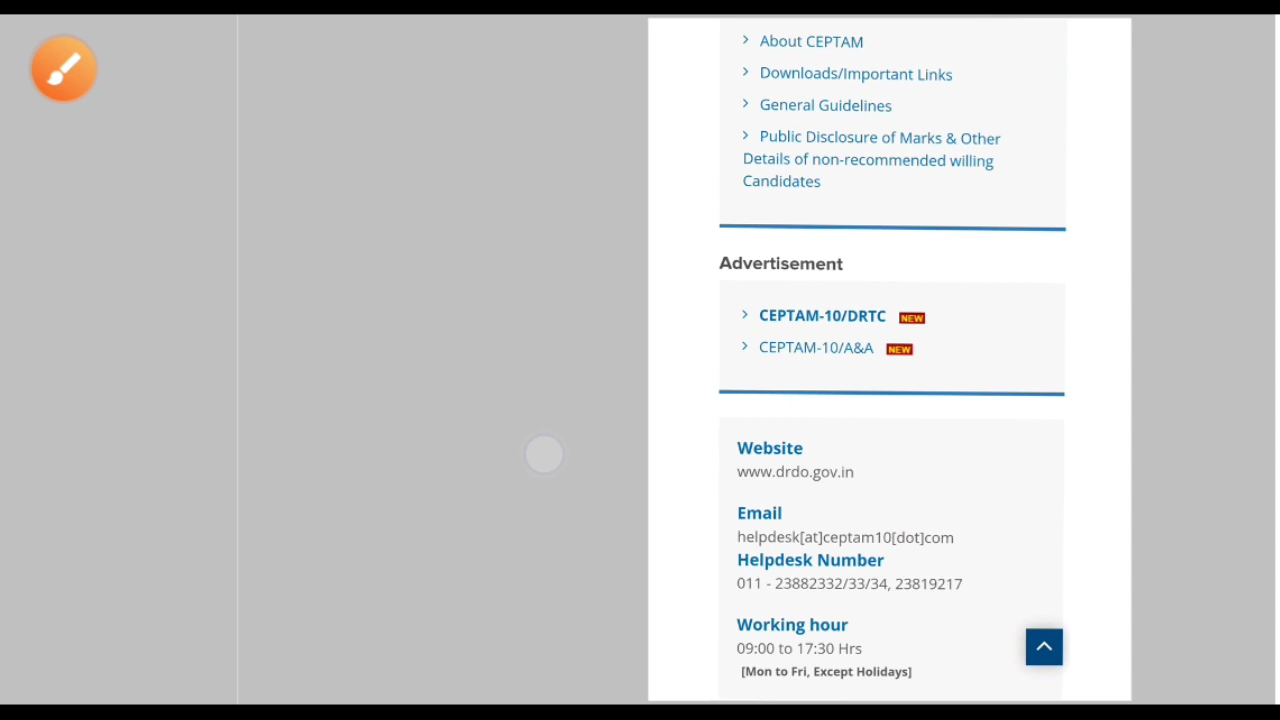 About CEPTAM
Downloads/Important Links
General Guidelines
Public Disclosure of Marks & Other
Details of non-recommended willing
Candidates
Advertisement
CEPTAM-10/DRTC NEW
CEPTAM-10/A&A NEW
Website
www.drdo.gov.in
Email
helpdesk[at]ceptam10[dot]com
Helpdesk Number
011 - 23882332/33/34, 23819217
Working hour
09:00 to 17:30 Hrs
[Mon to Fri, Except Holidays]